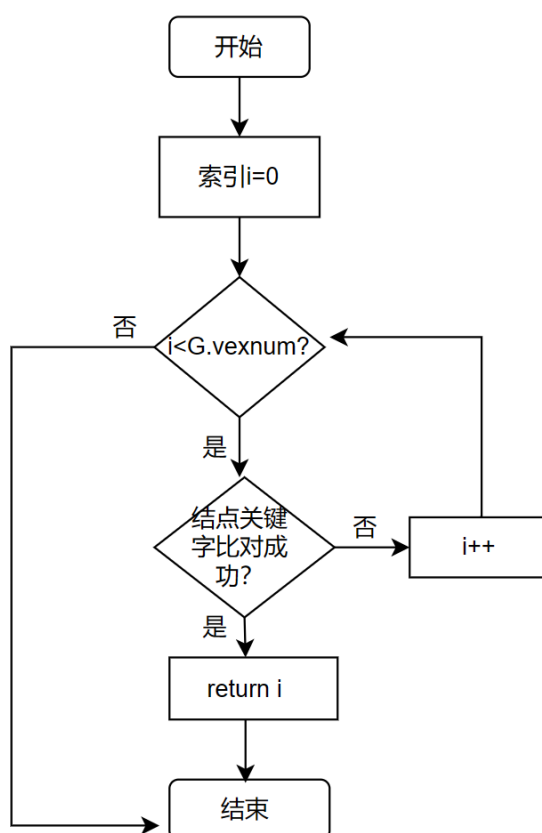 开始
索引i=0
否
i<G.vexnum?
是
结点关键
字比对成
功?
否
i++
是
return i
结束